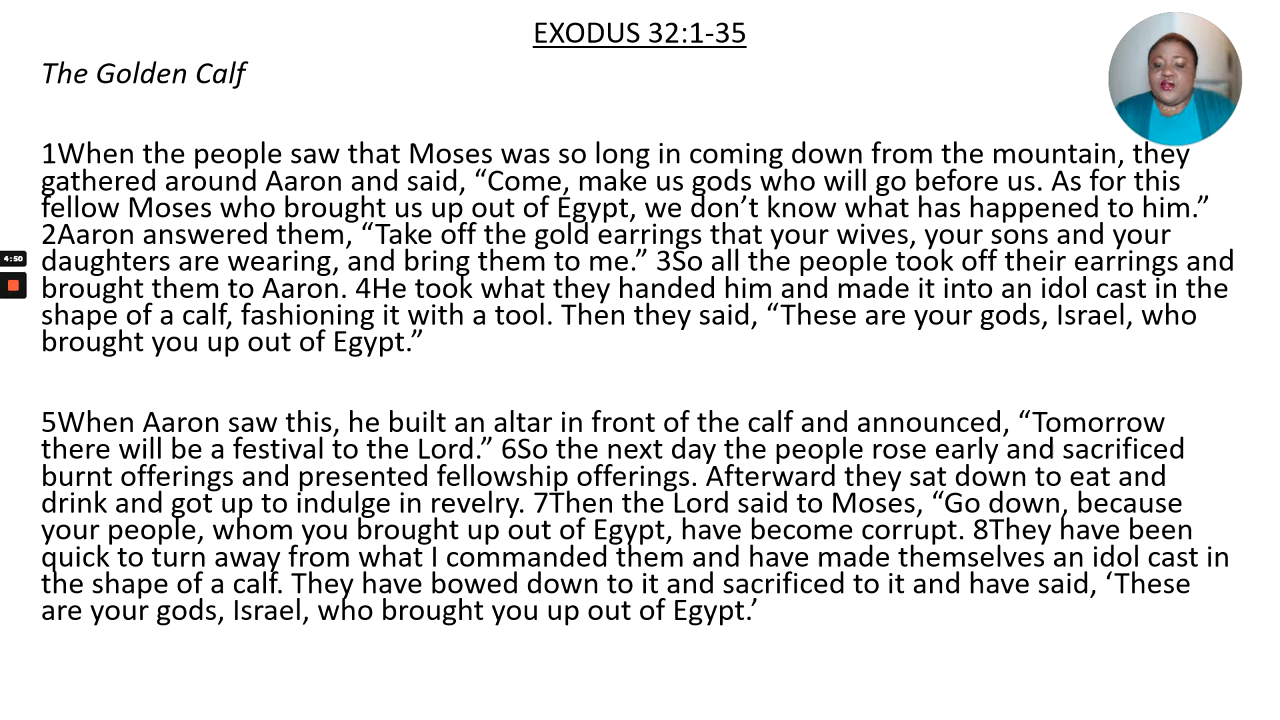 EXODUS 32:1-35
The Golden Calf
1When the people saw that Moses was so long in coming down from the mountain, they
gathered around Aaron and said, “Come, make us gods who will go before us. As for this
fellow Moses who brought us up out of Egypt, we don’t know what has happened to him.”
2Aaron answered them, “Take off the gold earrings that your wives, your sons and your
daughters are wearing, and bring them to me.” 3So all the people took off their earrings and
brought them to Aaron. 4He took what they handed him and made it into an idol cast in the
shape of a calf, fashioning it with a tool. Then they said, “These are your gods, Israel, who
brought you up out of Egypt.”
5When Aaron saw this, he built an altar in front of the calf and announced, “Tomorrow
there will be a festival to the Lord.” 6So the next day the people rose early and sacrificed
burnt offerings and presented fellowship offerings. Afterward they sat down to eat and
drink and got up to indulge in revelry. 7Then the Lord said to Moses, “Go down, because
your people, whom you brought up out of Egypt, have become corrupt. 8They have been
quick to turn away from what I commanded them and have made themselves an idol cast in
the shape of a calf. They have bowed down to it and sacrificed to it and have said, ‘These
are your gods, Israel, who brought you up out of Egypt.’
4:50